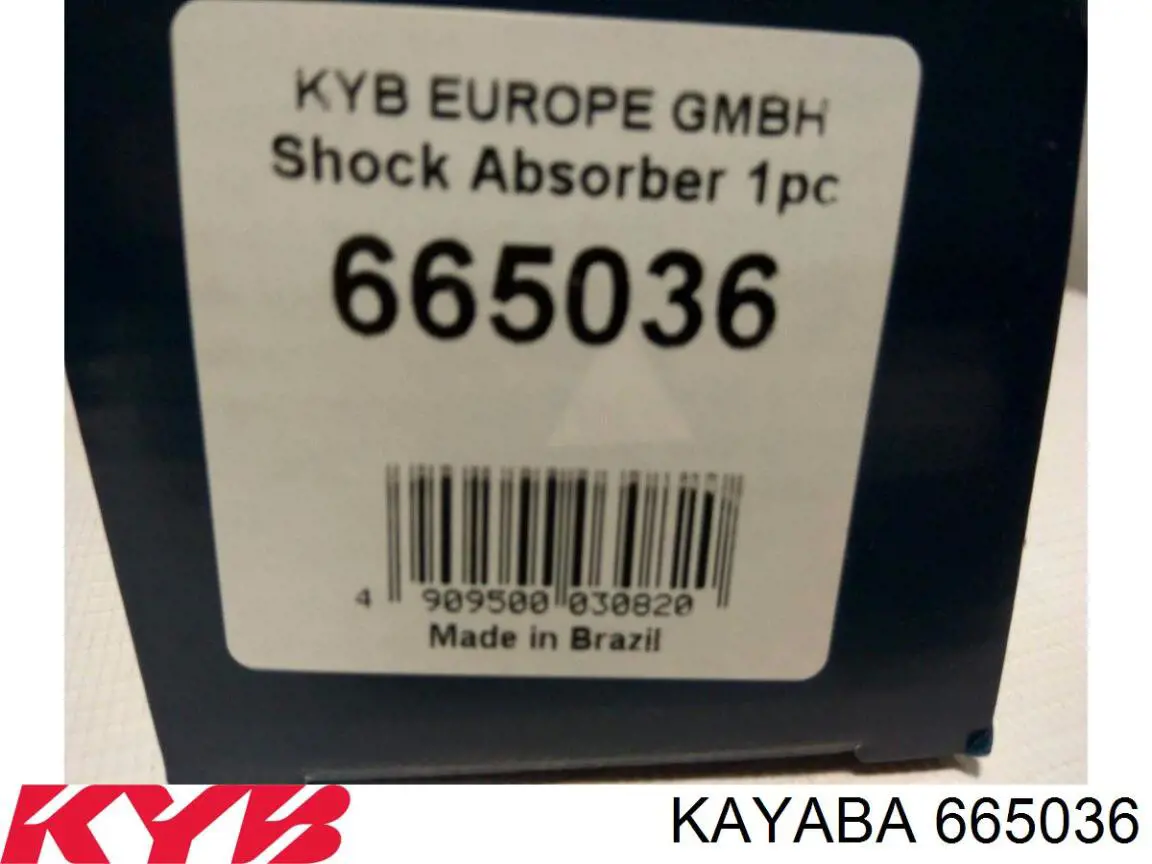 KYB EUROPE GMBH
Shock Absorber 1pc
665036
4 909500 030820
Made in Brazil
KYB
KAYABA 665036